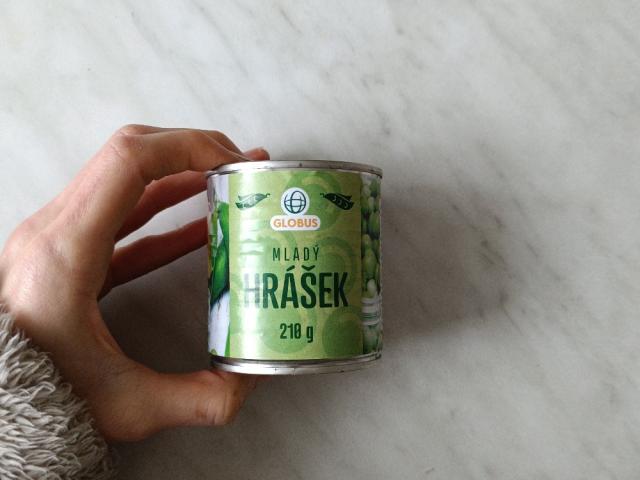 GLOBUS
MLADÝ
HRÁŠEK
210 g